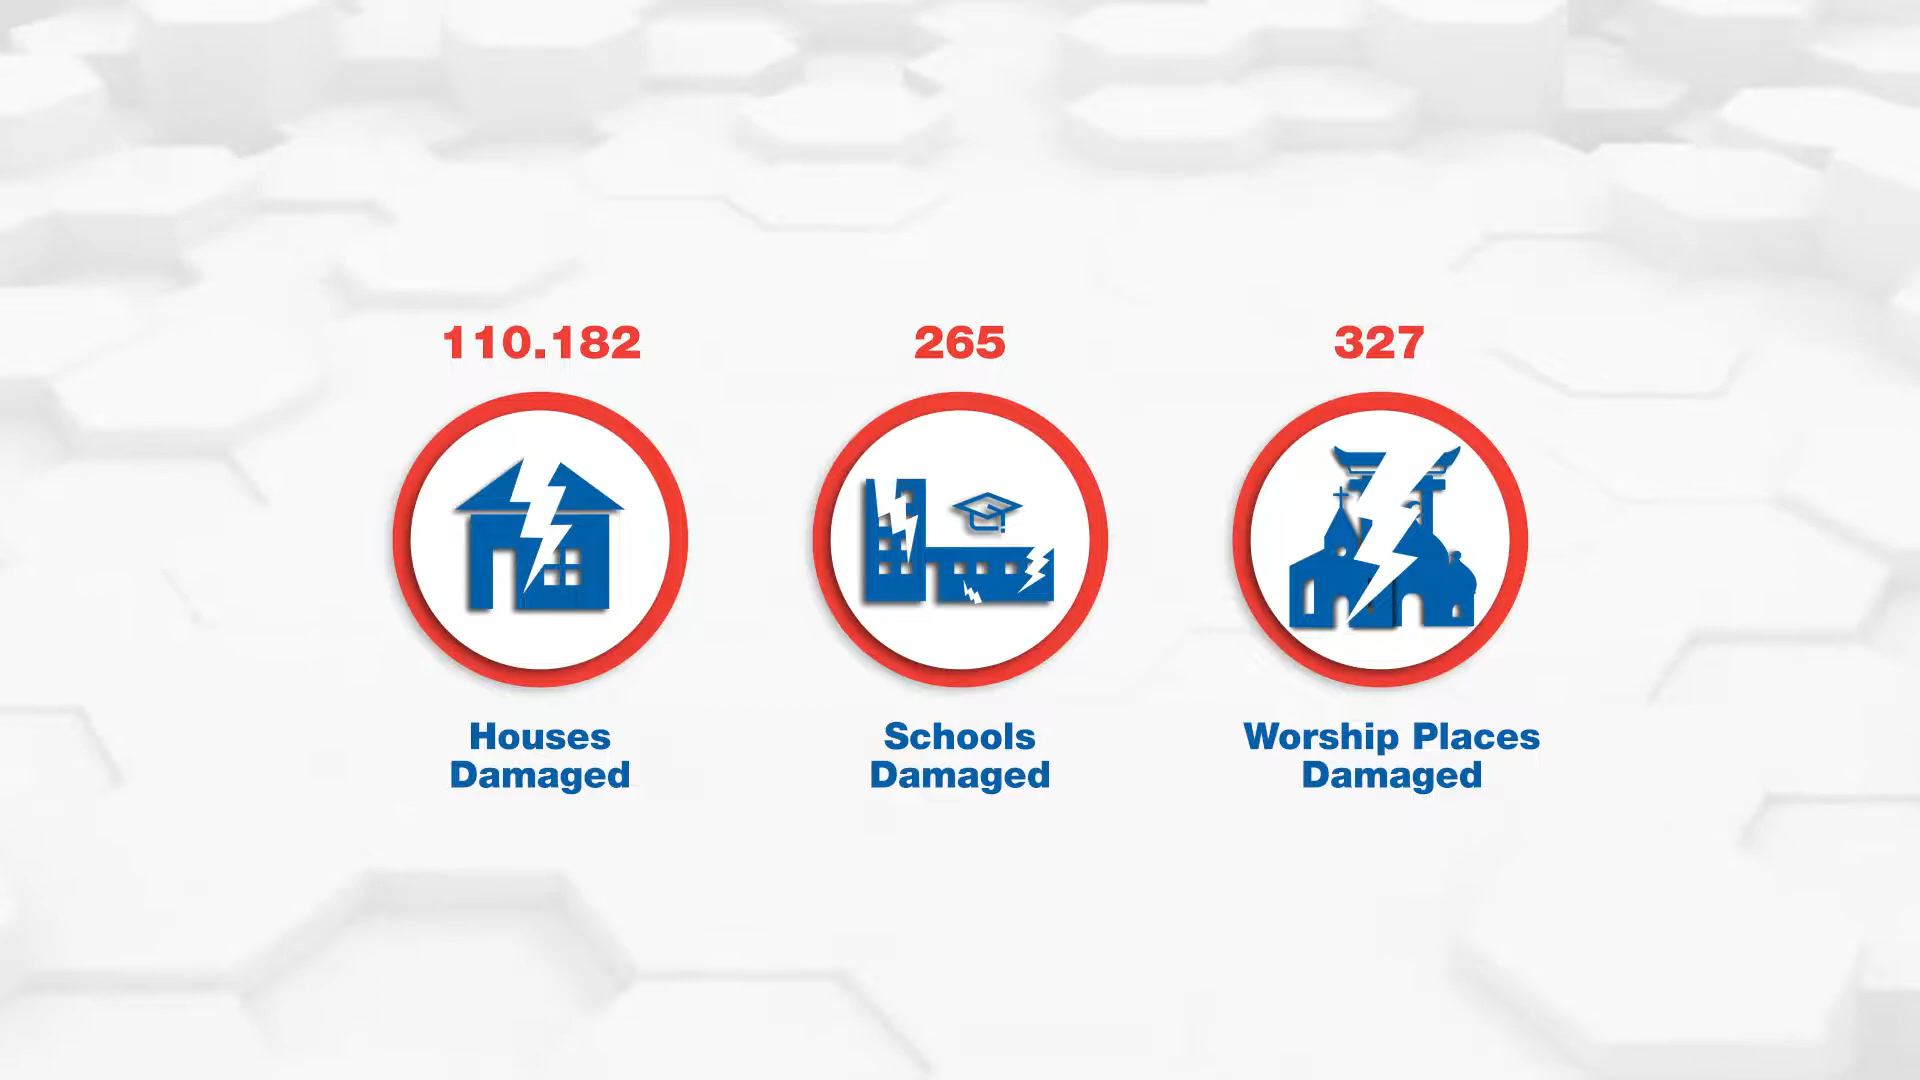 110.182
265
327
Houses
Damaged
Schools
Damaged
Worship Places
Damaged